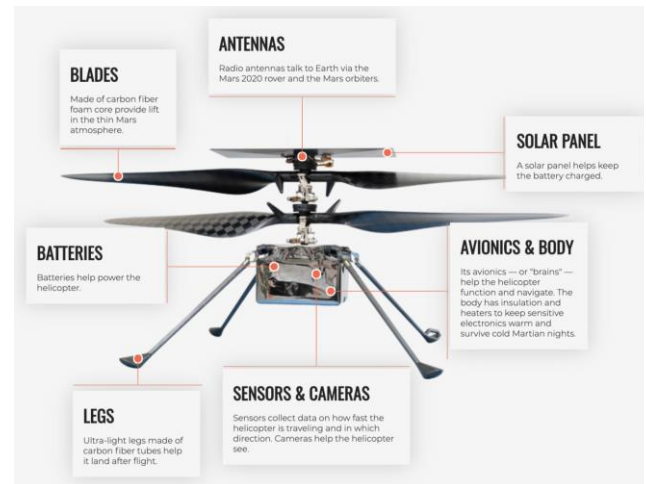 ANTENNAS
Radio antennas talk to Earth via the
Mars 2020 rover and the Mars orbiters.
BLADES
Made of carbon fiber
foam core provide lift
in the thin Mars
atmosphere.
SOLAR PANEL
A solar panel helps keep
the battery charged.
BATTERIES
Batteries help power the
helicopter.
AVIONICS & BODY
Its avionics — or "brains" —
help the helicopter
function and navigate. The
body has insulation and
heaters to keep sensitive
electronics warm and
survive cold Martian nights.
SENSORS & CAMERAS
Sensors collect data on how fast the
helicopter is traveling and in which
direction. Cameras help the helicopter
see.
LEGS
Ultra-light legs made of
carbon fiber tubes help
it land after flight.